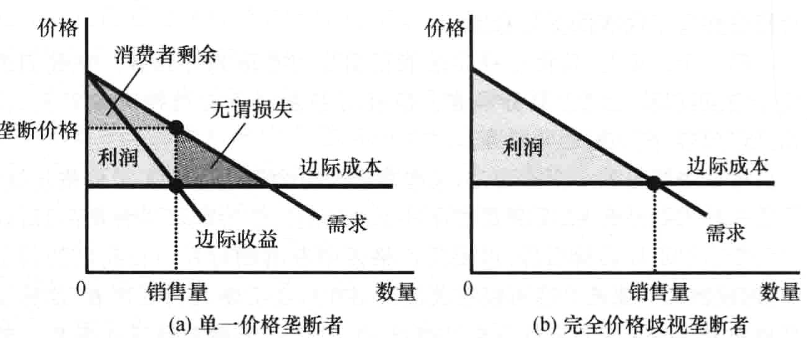 价格
消费者剩余
无谓损失
垄断价格
利润
边际成本
边际收益
需求
0
销售量
数量
(a) 单一价格垄断者
价格
利润
边际成本
需求
0
销售量
数量
(b) 完全价格歧视垄断者